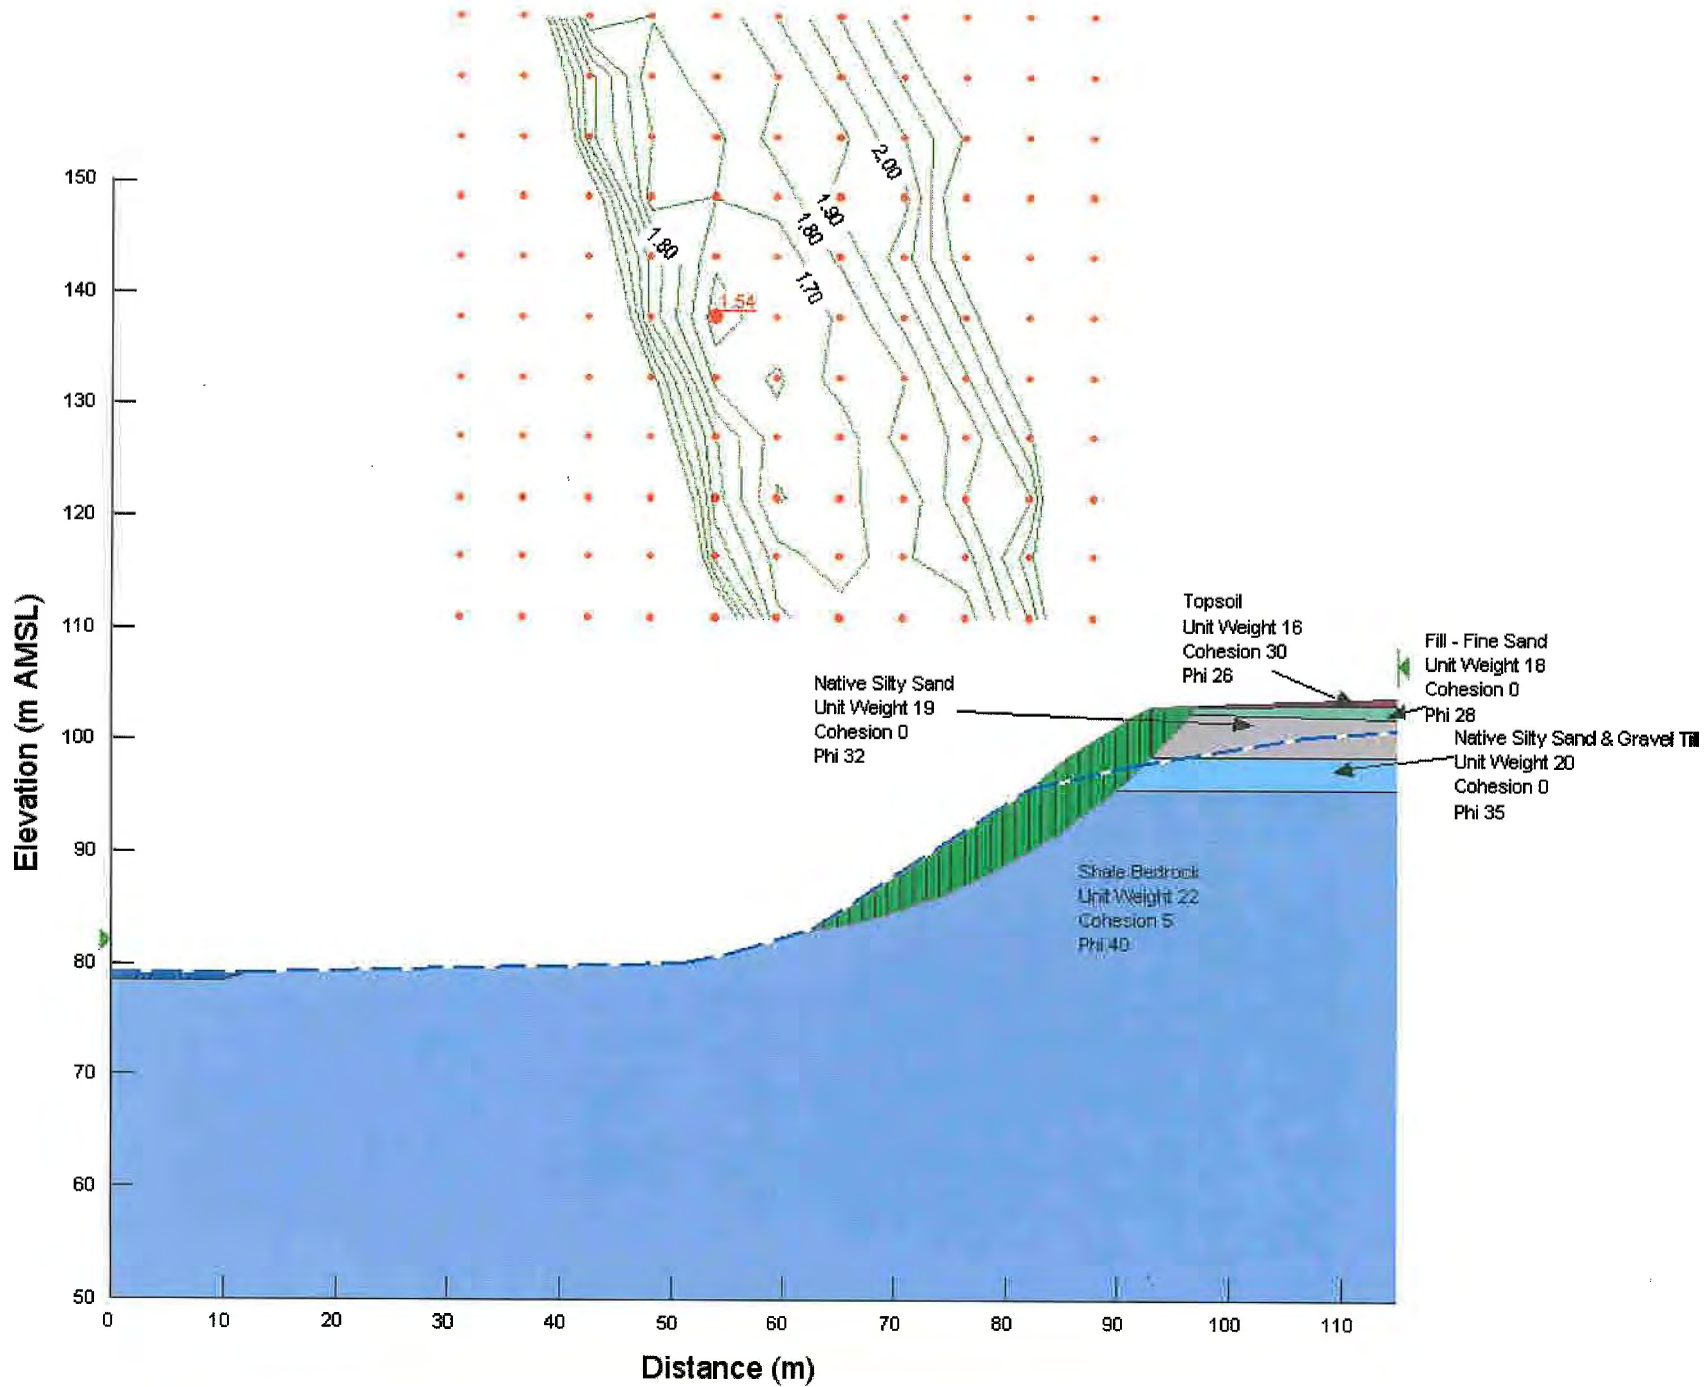 2.00
1.90
1.80
1.80
1.70
1.54
150
140
130
120
110
100
90
80
70
60
50
Elevation (m AMSL)
Topsoil
Unit Weight 16
Cohesion 30
Phi 26
Fill - Fine Sand
Unit Weight 18
Cohesion 0
Phi 28
Native Silty Sand
Unit Weight 19
Cohesion 0
Phi 32
Native Silty Sand & Gravel Till
Unit Weight 20
Cohesion 0
Phi 35
Shale Bedrock
Unit Weight 22
Cohesion 5
Phi 40
0 10 20 30 40 50 60 70 80 90 100 110
Distance (m)